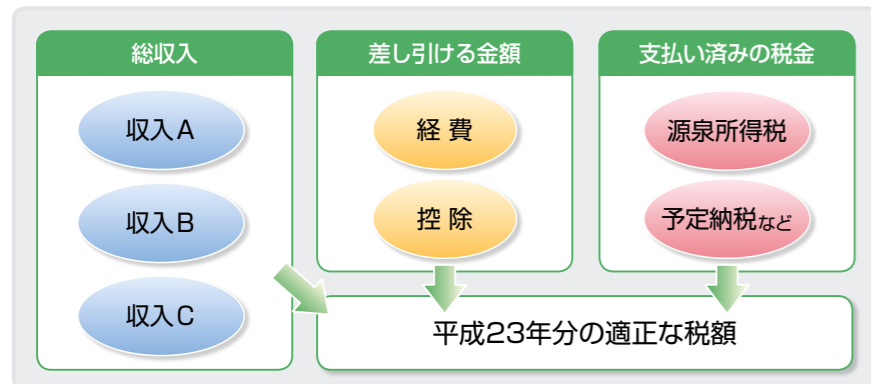 総収入
収入A
収入B
収入C
差し引ける金額
経 費
控 除
支払い済みの税金
源泉所得税
予定納税など
平成23年分の適正な税額